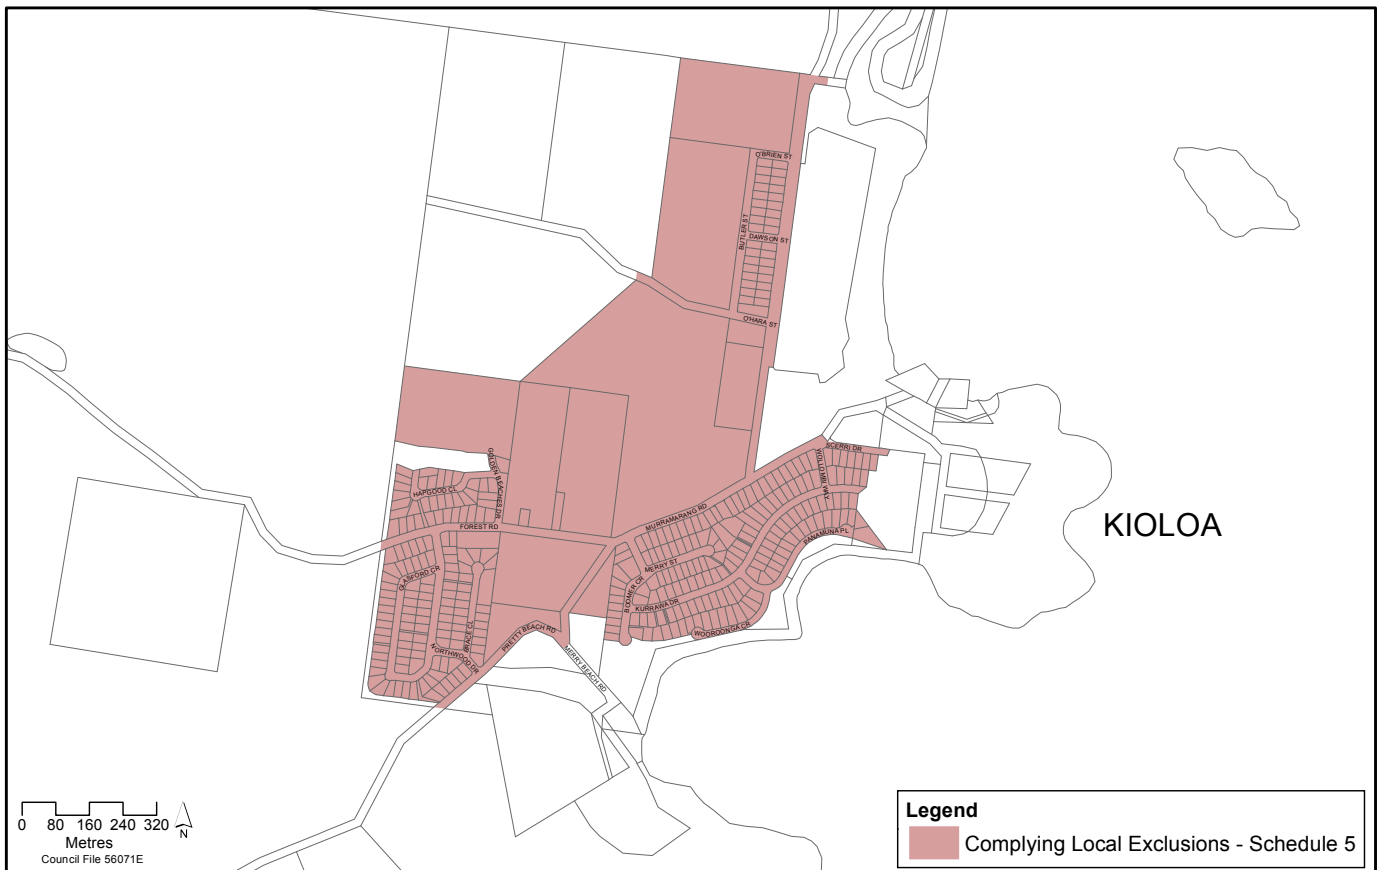 O'BRIEN ST
BUTLER ST
DAWSON ST
O'HARA ST
SCERRI DR
WOLLOMBI WAY
GOLDEN BEACHES DR
HAPGOOD CL
MURRAMARANG RD
FOREST RD
KIOLOA
PANAMUNA PL
MERRY ST
GLASFORD CR
BOOMER CR
KURRAWA DR
WOOROONGA CR
BRACE CL
PRETTY BEACH RD
NORTHWOOD DR
MERRY BEACH RD
0 80 160 240 320
Metres
N
Council File 56071E
Legend
Complying Local Exclusions - Schedule 5